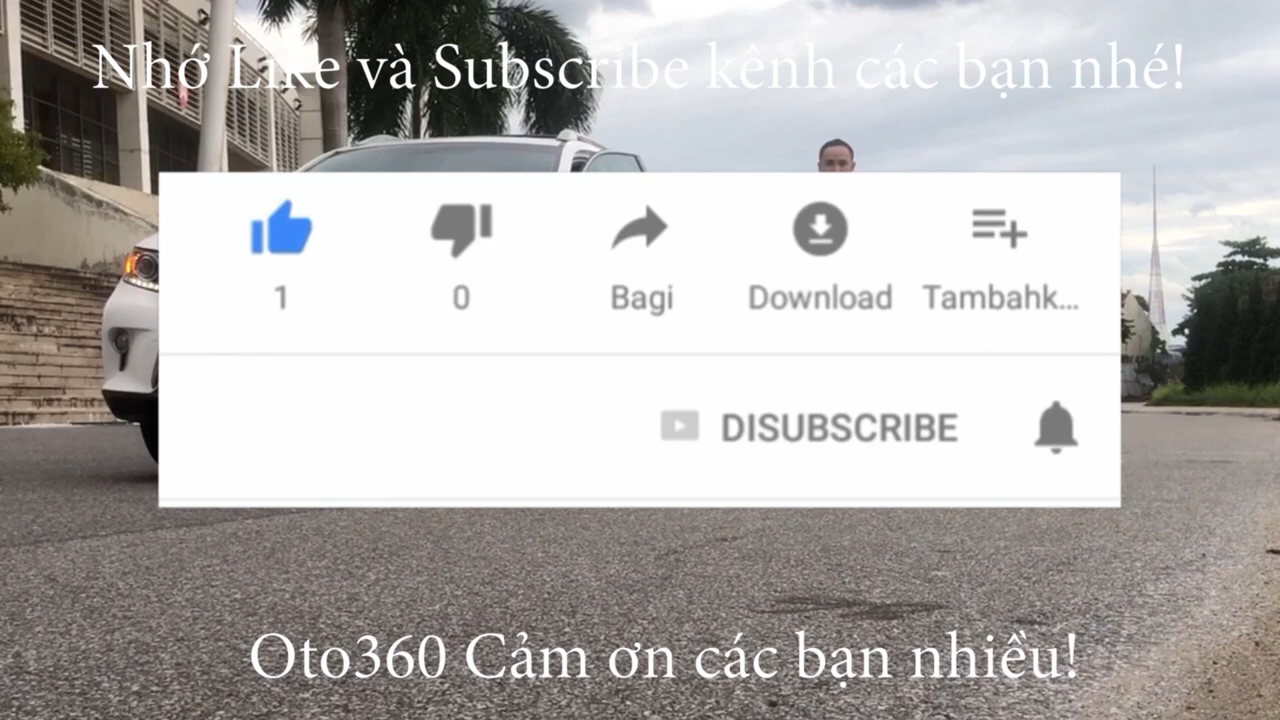 Nhớ Like và Subscribe kênh các bạn nhé!
1
0
Bagi
Download
Tambahk...
DISUBSCRIBE
Oto360 Cảm ơn các bạn nhiều!